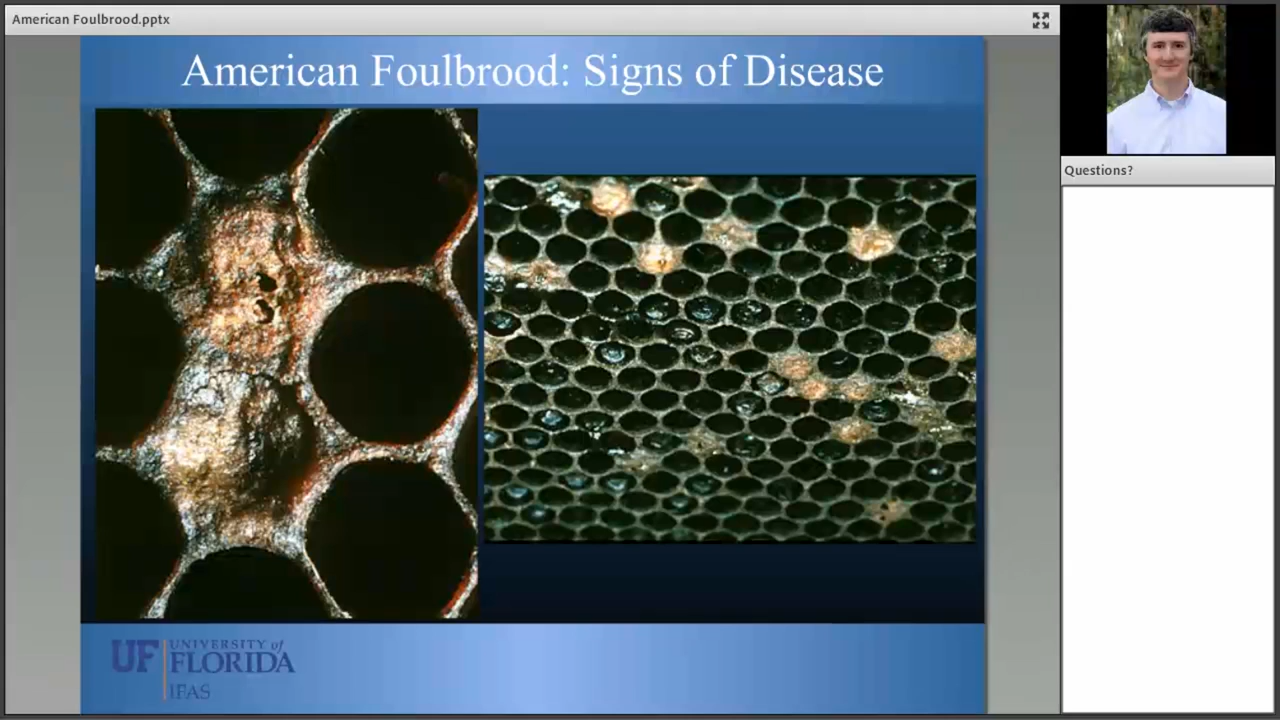 American Foulbrood.pptx
American Foulbrood: Signs of Disease
Questions?
UF
UNIVERSITY of
FLORIDA
IFAS